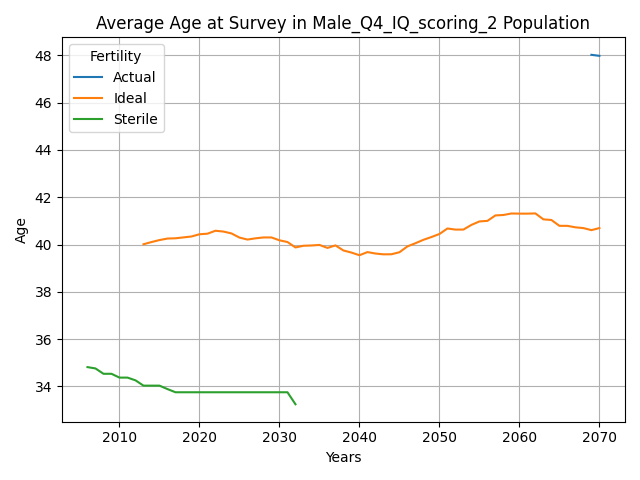 Average Age at Survey in Male_Q4_IQ_scoring_2 Population
Fertility
Actual
Ideal
Sterile
Age
48
46
44
42
40
38
36
34
2010
2020
2030
2040
2050
2060
2070
Years